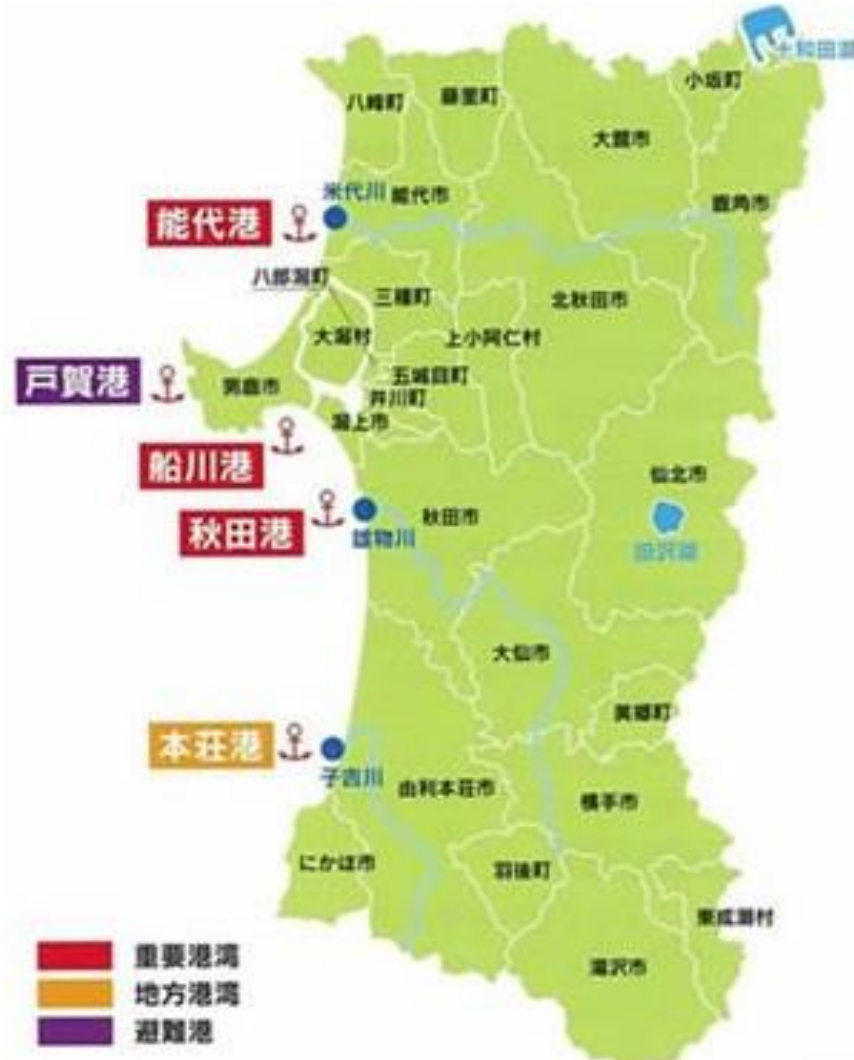 十和田湖
小坂町
八峰町
藤里町
大館市
米代川
能代市
鹿角市
能代港
八郎潟町
三種町
北秋田市
大潟村
上小阿仁村
戸賀港
男鹿市
五城目町
井川町
潟上市
船川港
仙北市
秋田港
秋田市
雄物川
田沢湖
大仙市
美郷町
本荘港
子吉川
由利本荘市
横手市
にかほ市
羽後町
東成瀬村
湯沢市
重要港湾
地方港湾
避難港